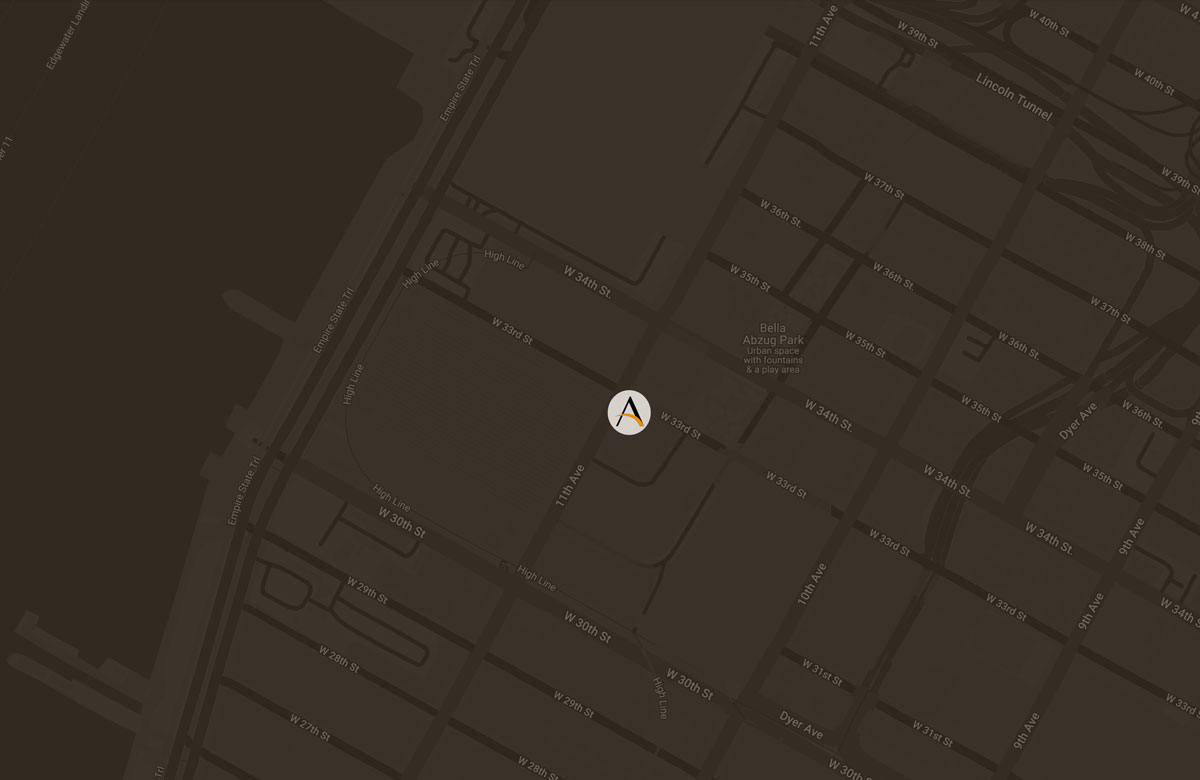 Edgewater Landi
11th Ave
W 39th St
W 40th St
Empire State Trl
Lincoln Tunnel
W 40th St
W 37th St
W 39th St
W 36th St.
W 38th St
High Line
High Line
W 34th St.
W 35th St
W 36th St
W 37th St
Empire State Trl
W 33rd St
Bella
Abzug Park
Urban space
with fountains
& a play area
W 35th St
W 36th St
High Line
A
W 33rd St
W 34th St.
W 35th St
Dyer Ave
W 36th St
Empire State Trl
High Line
11th Ave
W 33rd St
W 34th St.
W 35th St
W 30th St
W 33rd St
W 34th St.
9th Ave
High Line
W 29th St
10th Ave
W 33rd St
9th Ave
W 34th S
W 30th St
W 28th St
High Line
W 30th St
W 31st St
W 29th St
W 33rd
W 27th St
Dyer Ave
W 31st St
9th Ave
W 28th St
W 30th St
Trl